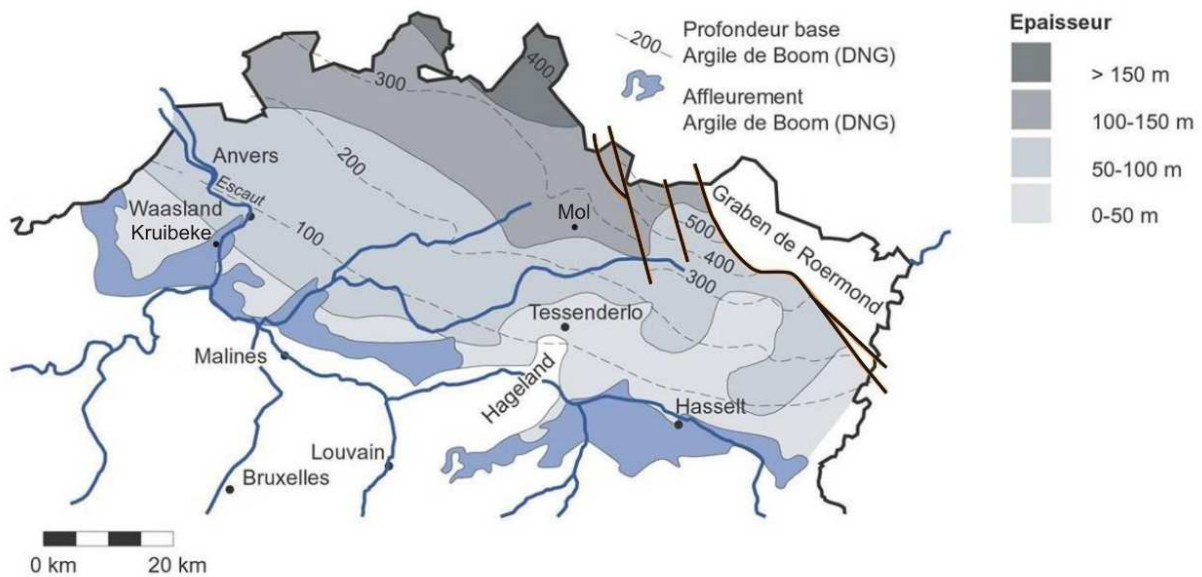 Profondeur base
Argile de Boom (DNG)
200
Affleurement
Argile de Boom (DNG)
Epaisseur
> 150 m
100-150 m
50-100 m
0-50 m
400
300
200
100
Anvers
Escaut
Waasland
Kruibeke
Mol
500
400
300
Graben de Roermond
Tessenderlo
Malines
Hageland
Hasselt
Louvain
Bruxelles
0 km
20 km